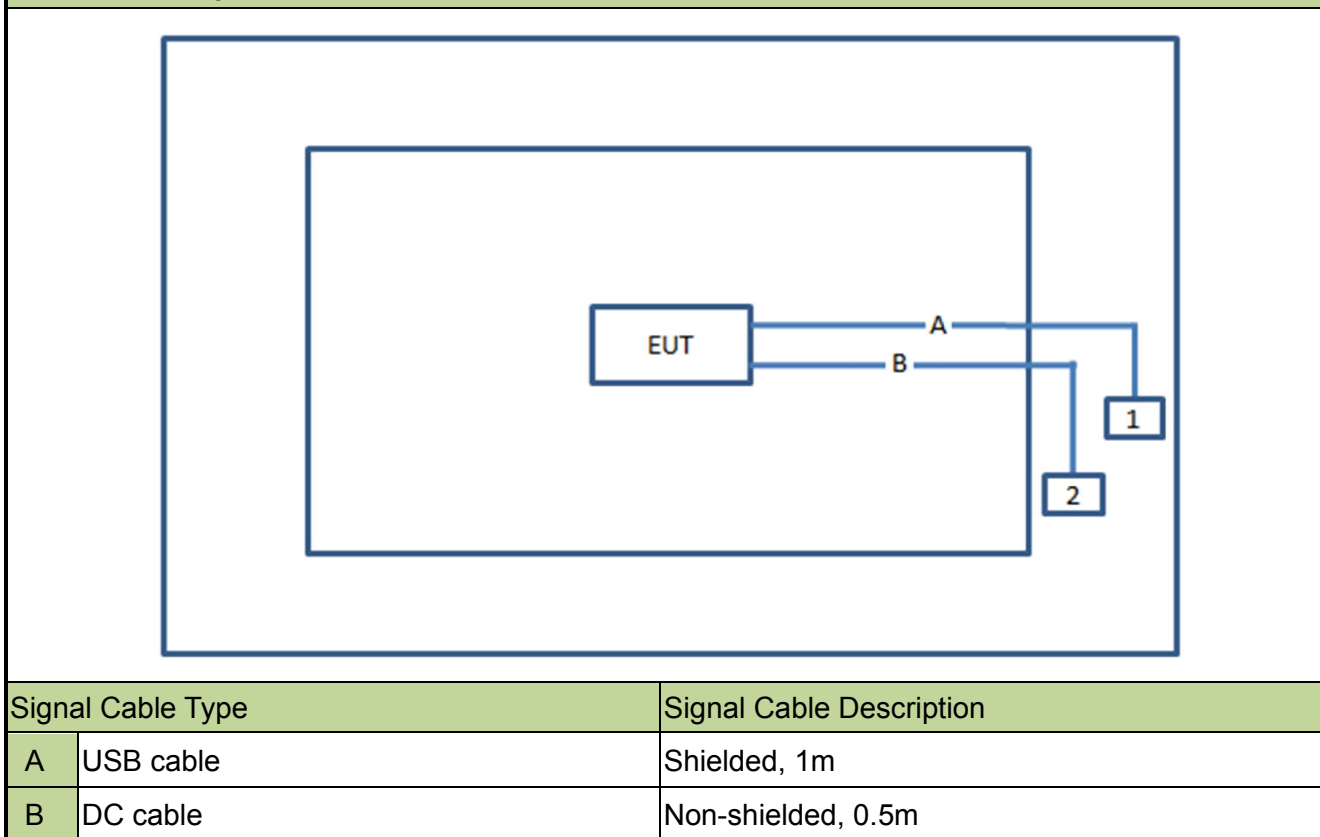 EUT
A
B
1
2
Signal Cable Type Signal Cable Description
A USB cable Shielded, 1m
B DC cable Non-shielded, 0.5m